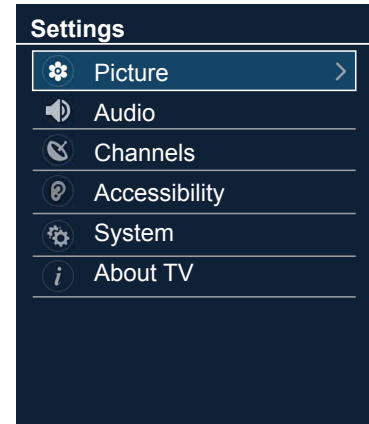 Settings
Picture
Audio
Channels
Accessibility
System
About TV